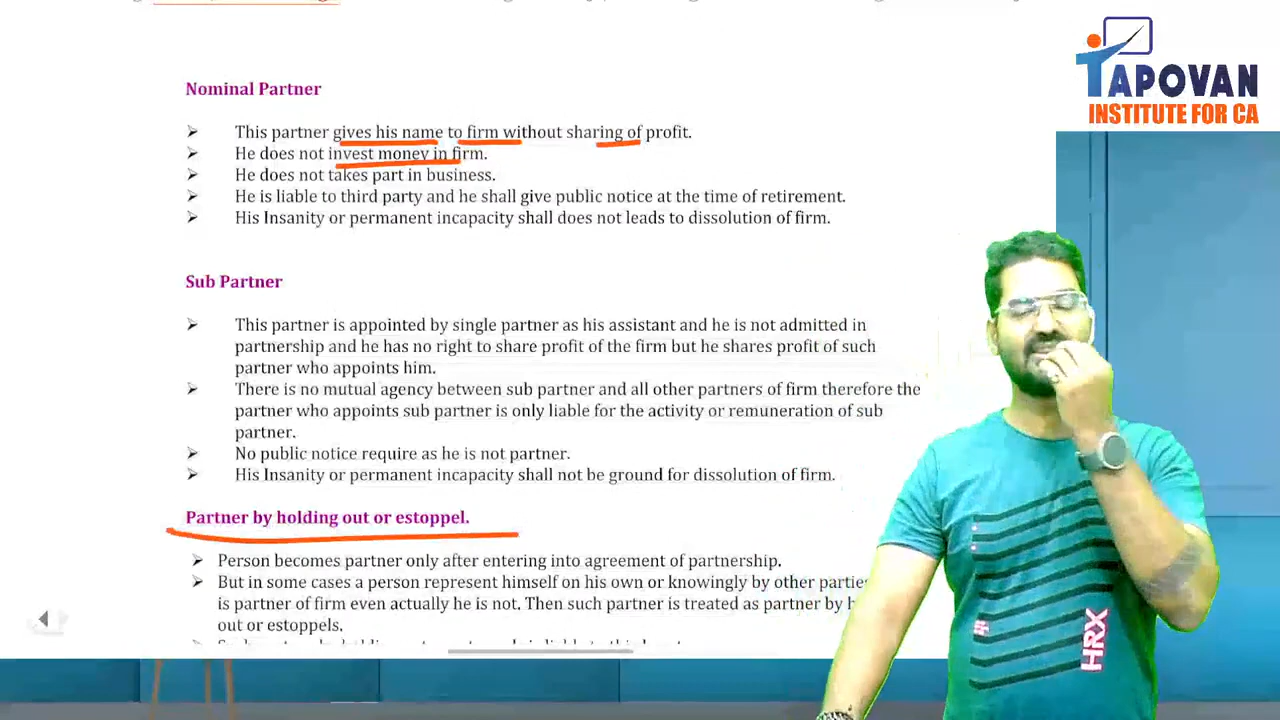 TAPOVAN
INSTITUTE FOR CA
Nominal Partner
➢ This partner gives his name to firm without sharing of profit.
➢ He does not invest money in firm.
➢ He does not takes part in business.
➢ He is liable to third party and he shall give public notice at the time of retirement.
➢ His Insanity or permanent incapacity shall does not leads to dissolution of firm.
Sub Partner
➢ This partner is appointed by single partner as his assistant and he is not admitted in
partnership and he has no right to share profit of the firm but he shares profit of such
partner who appoints him.
➢ There is no mutual agency between sub partner and all other partners of firm therefore the
partner who appoints sub partner is only liable for the activity or remuneration of sub
partner.
➢ No public notice require as he is not partner.
➢ His Insanity or permanent incapacity shall not be ground for dissolution of firm.
Partner by holding out or estoppel.
➢ Person becomes partner only after entering into agreement of partnership.
➢ But in some cases a person represent himself on his own or knowingly by other
is partner of firm even actually he is not. Then such partner is treated as partner by
out or estoppels.
HRX